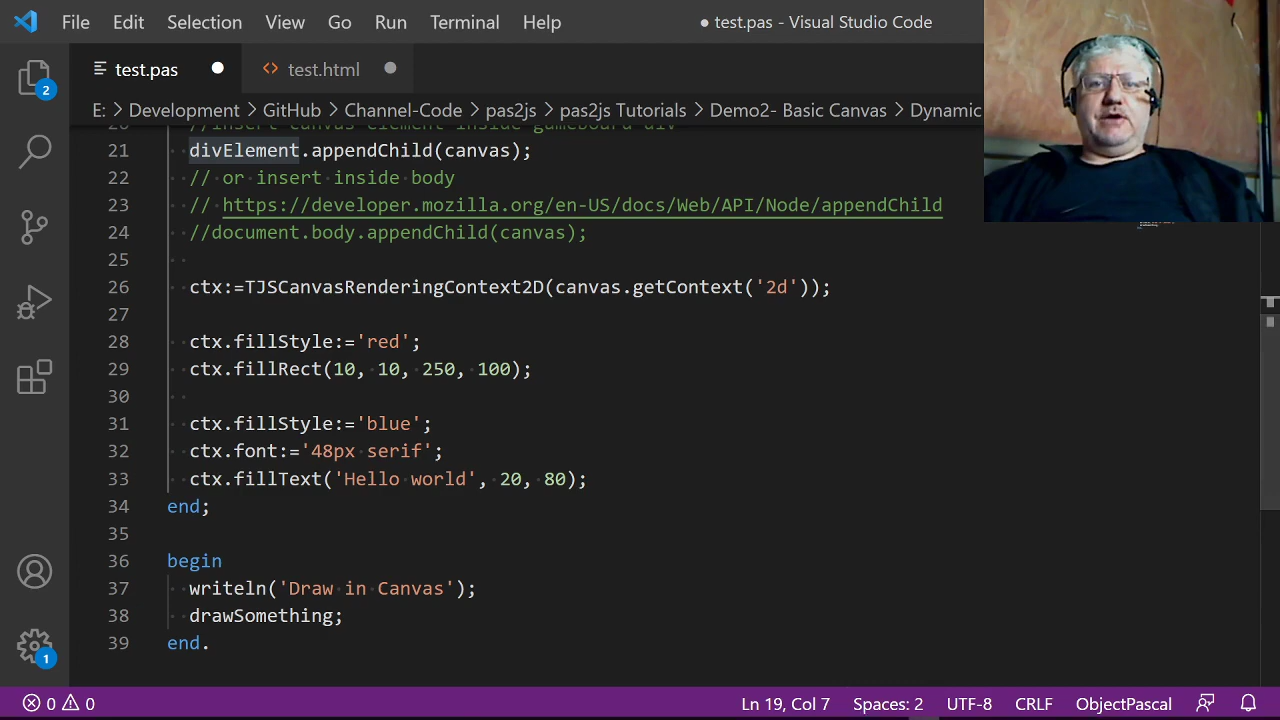 File Edit Selection View Go Run Terminal Help ● test.pas - Visual Studio Code
test.pas ● <> test.html ●
E: > Development > GitHub > Channel-Code > pas2js > pas2js Tutorials > Demo2- Basic Canvas > Dynamic
20 //insert canvas element inside gameboard div
21 divElement.appendChild(canvas);
22 // or insert inside body
23 // https://developer.mozilla.org/en-US/docs/Web/API/Node/appendChild
24 //document.body.appendChild(canvas);
25
26 ctx:=TJSCanvasRenderingContext2D(canvas.getContext('2d'));
27
28 ctx.fillStyle:='red';
29 ctx.fillRect(10, 10, 250, 100);
30
31 ctx.fillStyle:='blue';
32 ctx.font:='48px serif';
33 ctx.fillText('Hello world', 20, 80);
34 end;
35
36 begin
37 writeln('Draw in Canvas');
38 drawSomething;
39 end.
2
1
0 0 Ln 19, Col 7 Spaces: 2 UTF-8 CRLF ObjectPascal